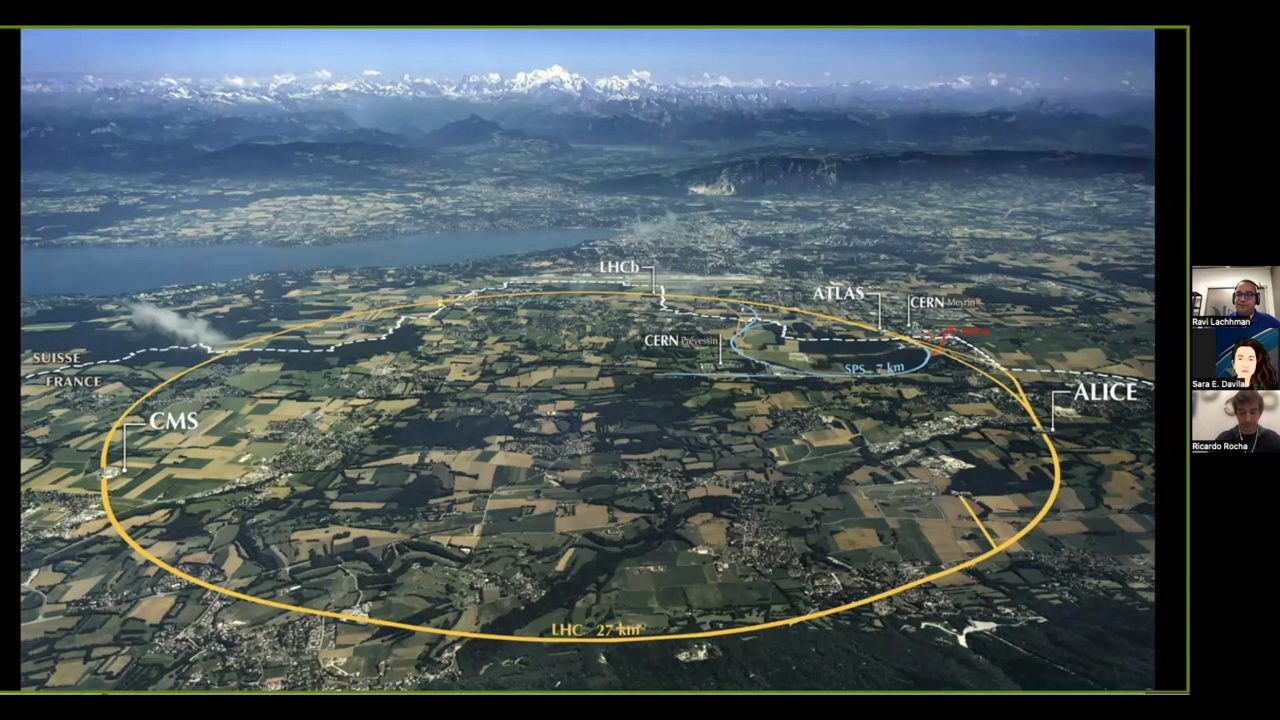 LHCb
ATLAS
CERN Meyrin
CERN Prévessin
SUISSE
FRANCE
SPS 7 km
CMS
ALICE
LHC 27 km
Ravi Lachhman
Sara E. Davila
Ricardo Rocha